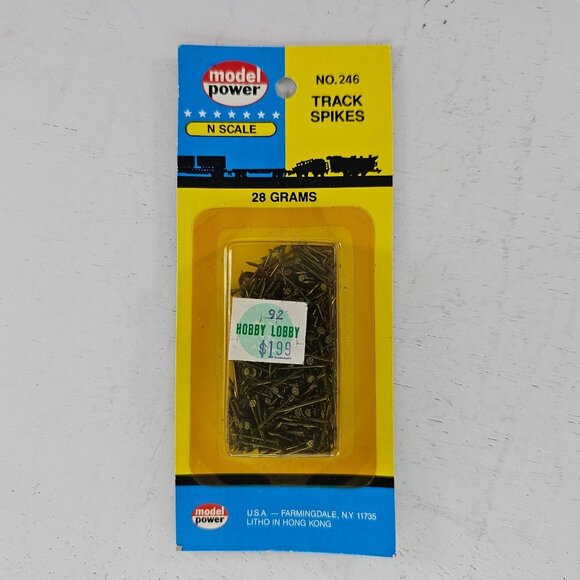 model
power
N SCALE
NO. 246
TRACK
SPIKES
28 GRAMS
92
HOBBY LOBBY
$1.99
model
power
U.S.A. — FARMINGDALE, N.Y. 11735
LITHO IN HONG KONG